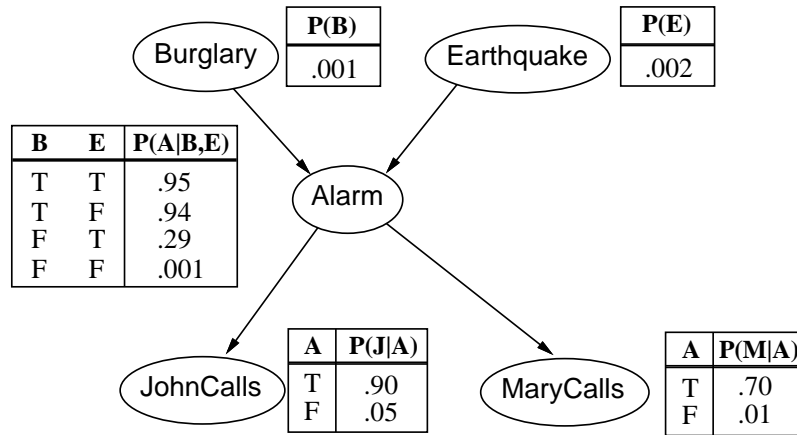 Burglary
P(B)
.001
Earthquake
P(E)
.002
B E P(A|B,E)
T T .95
T F .94
F T .29
F F .001
Alarm
JohnCalls
A P(J|A)
T .90
F .05
MaryCalls
A P(M|A)
T .70
F .01